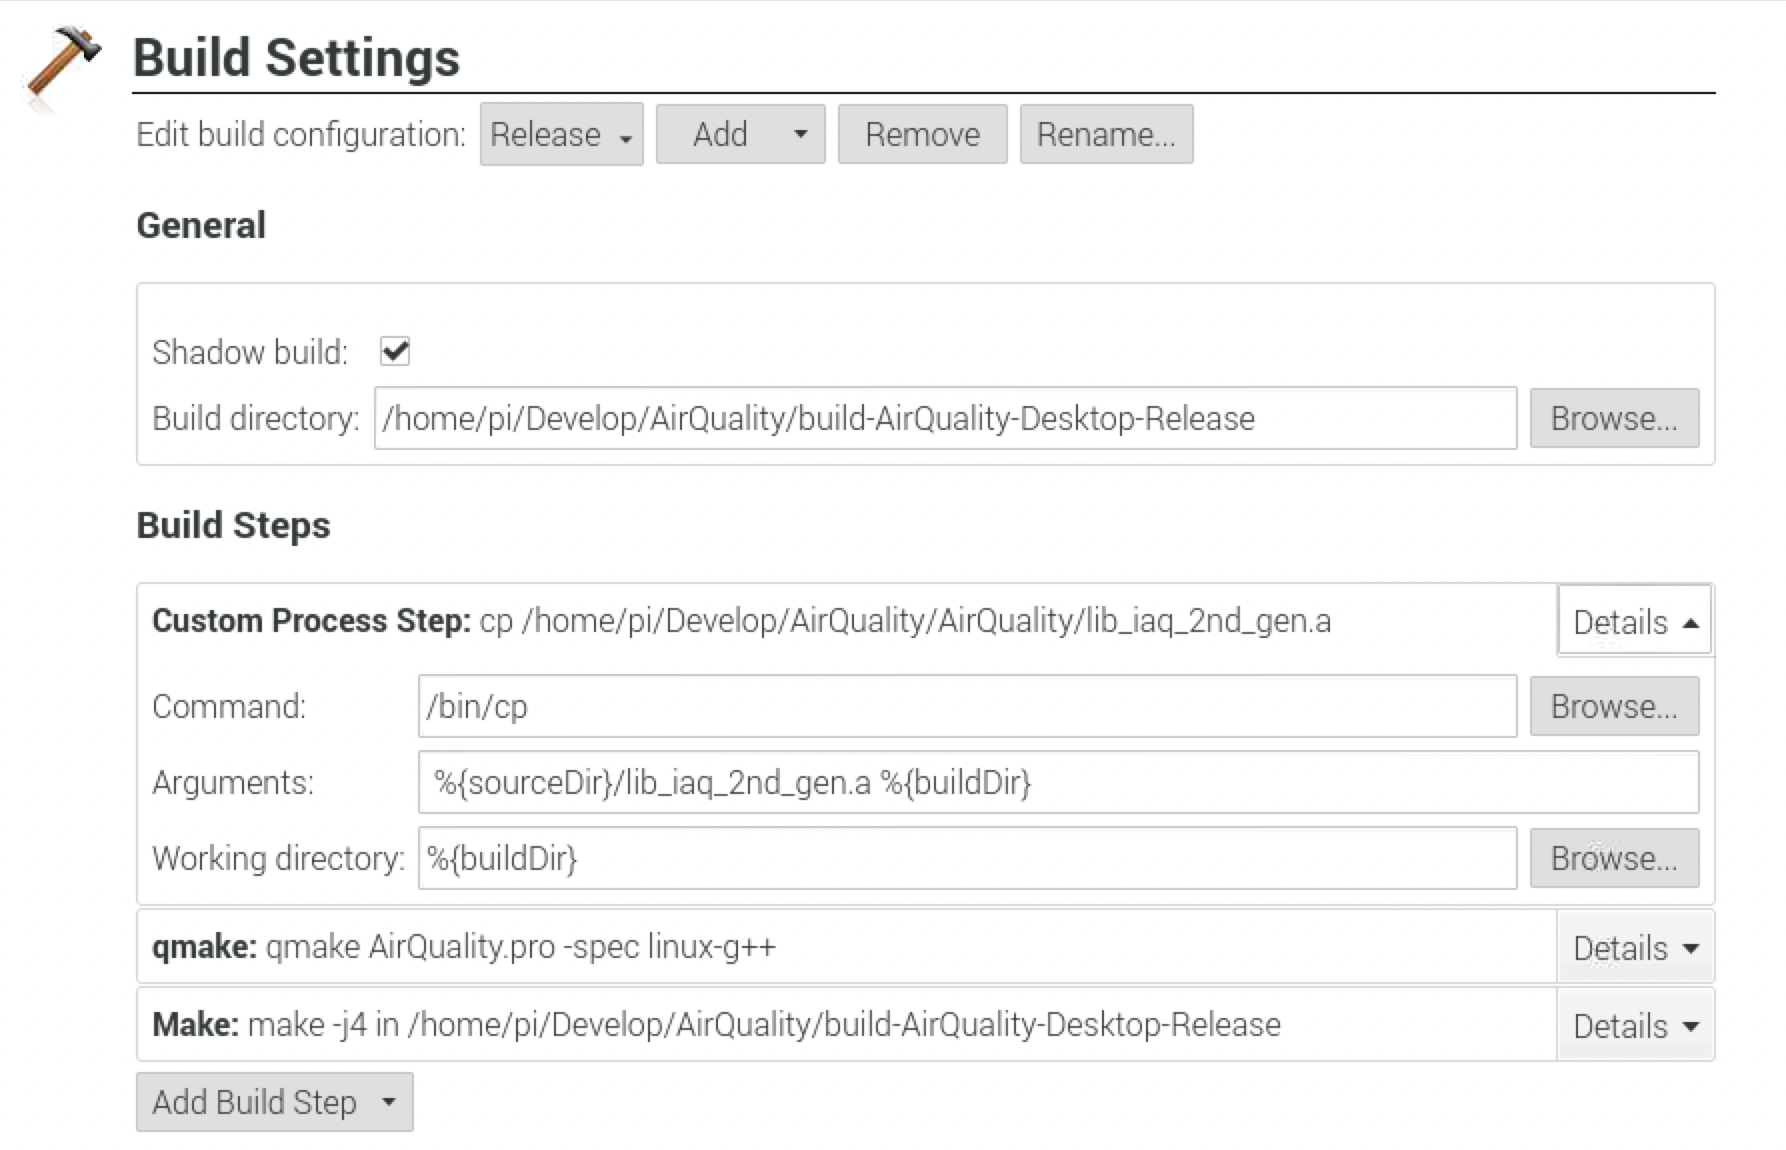 Build Settings
Edit build configuration: Release Add Remove Rename...
General
Shadow build:
Build directory: /home/pi/Develop/AirQuality/build-AirQuality-Desktop-Release Browse...
Build Steps
Custom Process Step: cp /home/pi/Develop/AirQuality/AirQuality/lib_iaq_2nd_gen.a Details
Command: /bin/cp Browse...
Arguments: %{sourceDir}/lib_iaq_2nd_gen.a %{buildDir}
Working directory: %{buildDir} Browse...
qmake: qmake AirQuality.pro -spec linux-g++ Details
Make: make -j4 in /home/pi/Develop/AirQuality/build-AirQuality-Desktop-Release Details
Add Build Step